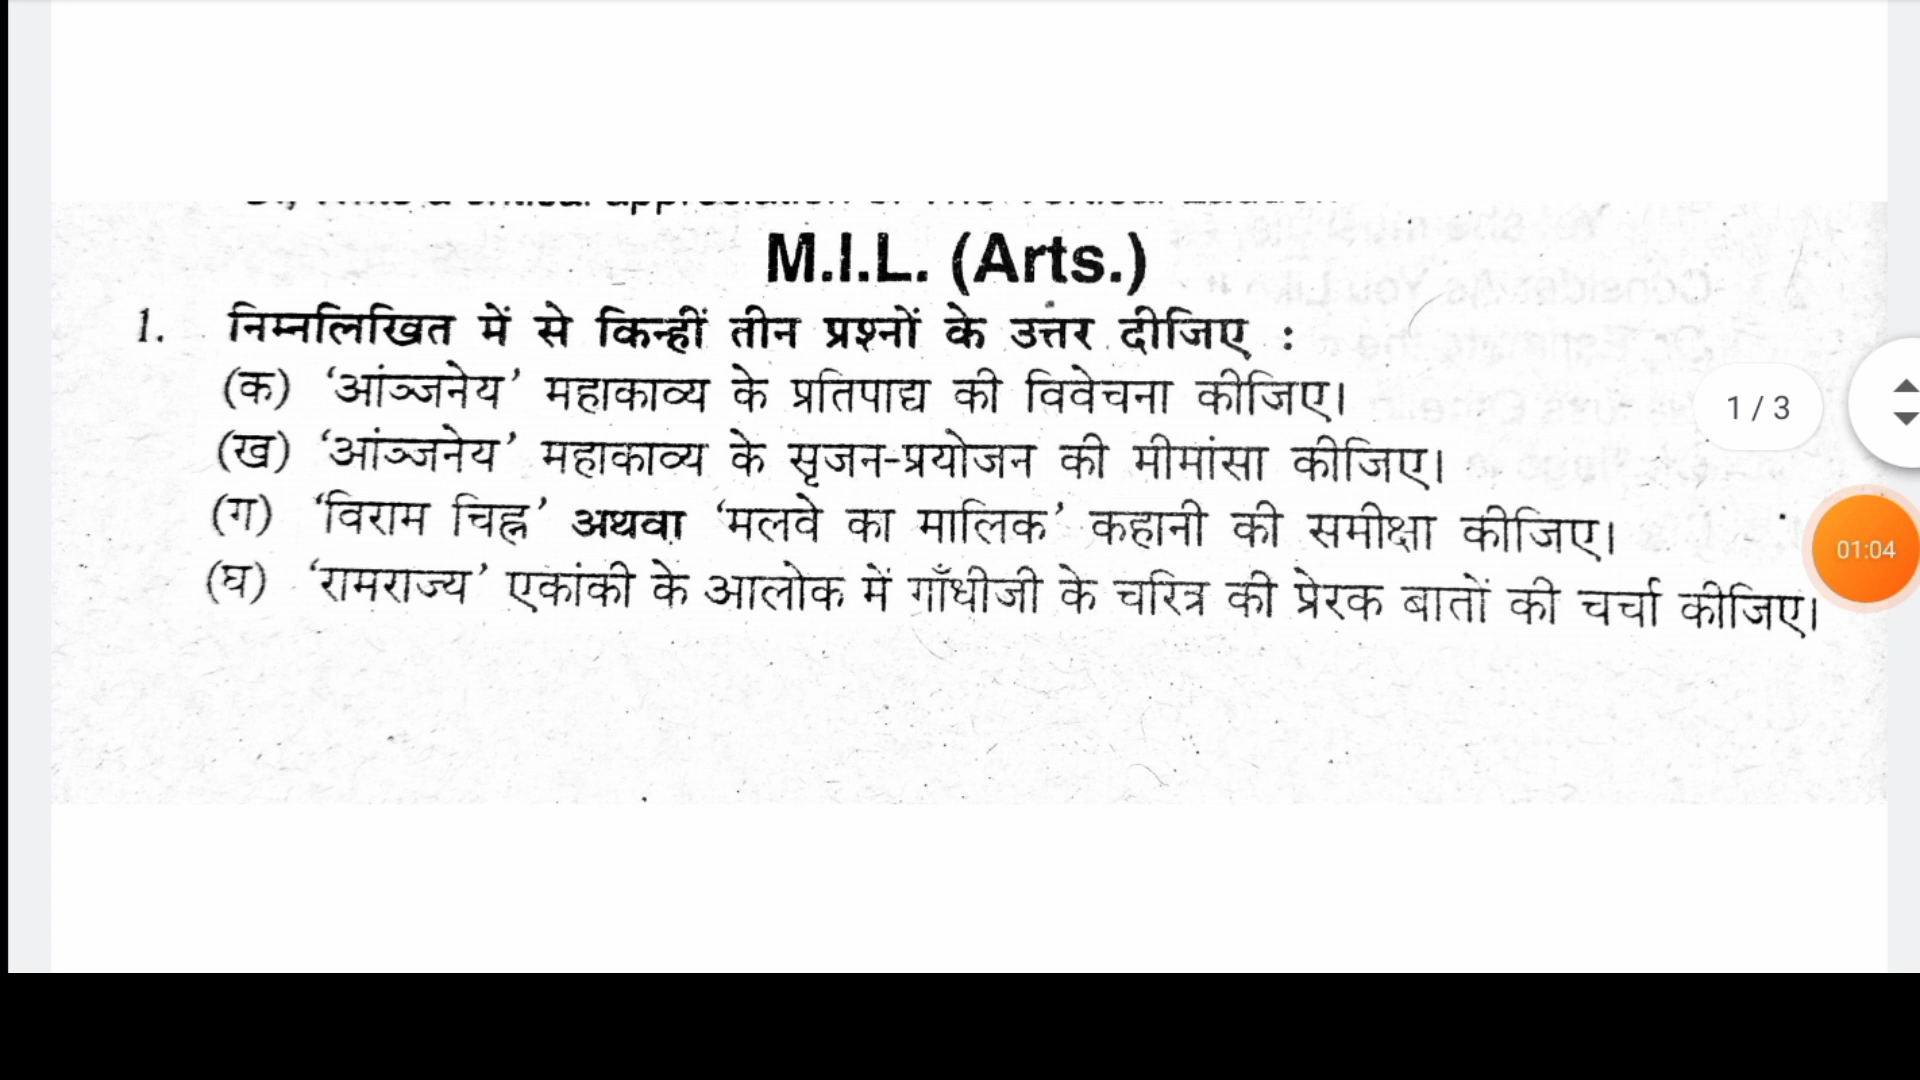 M.I.L. (Arts.)
1. निम्नलिखित में से किन्हीं तीन प्रश्नों के उत्तर दीजिए :
(क) ‘आंञ्जनेय’ महाकाव्य के प्रतिपाद्य की विवेचना कीजिए।
(ख) ‘आंञ्जनेय’ महाकाव्य के सृजन-प्रयोजन की मीमांसा कीजिए।
(ग) ‘विराम चिह्न’ अथवा ‘मलवे का मालिक’ कहानी की समीक्षा कीजिए।
(घ) ‘रामराज्य’ एकांकी के आलोक में गाँधीजी के चरित्र की प्रेरक बातों की चर्चा कीजिए।
1 / 3
01:04